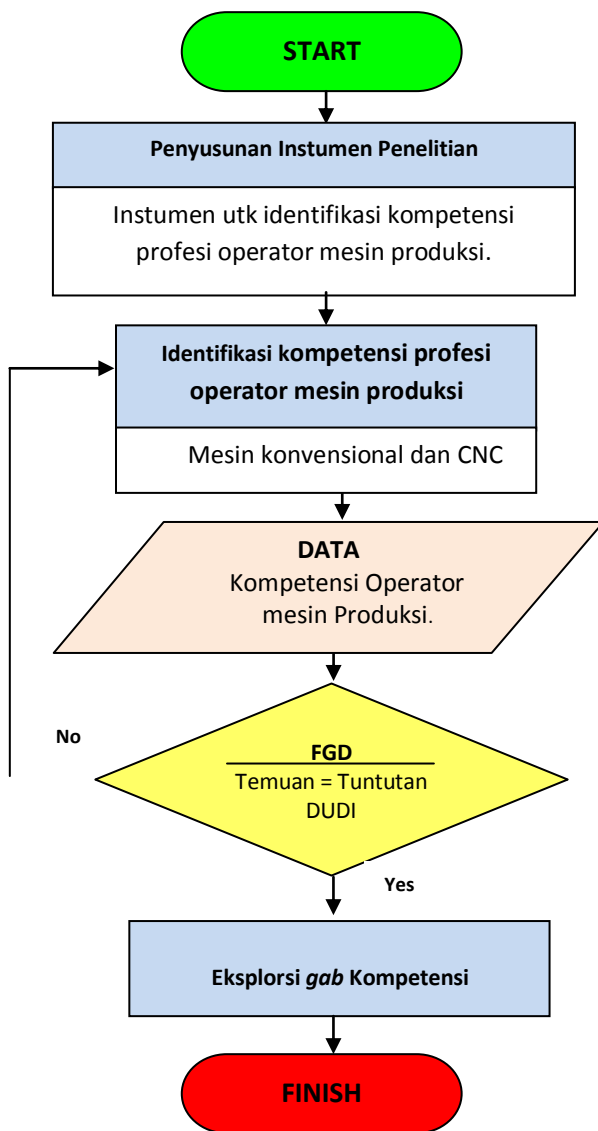 START
Penyusunan Instumen Penelitian
Instumen utk identifikasi kompetensi
profesi operator mesin produksi.
Identifikasi kompetensi profesi
operator mesin produksi
Mesin konvensional dan CNC
DATA
Kompetensi Operator
mesin Produksi.
No
FGD
Temuan = Tuntutan
DUDI
Yes
Eksplorsi gab Kompetensi
FINISH